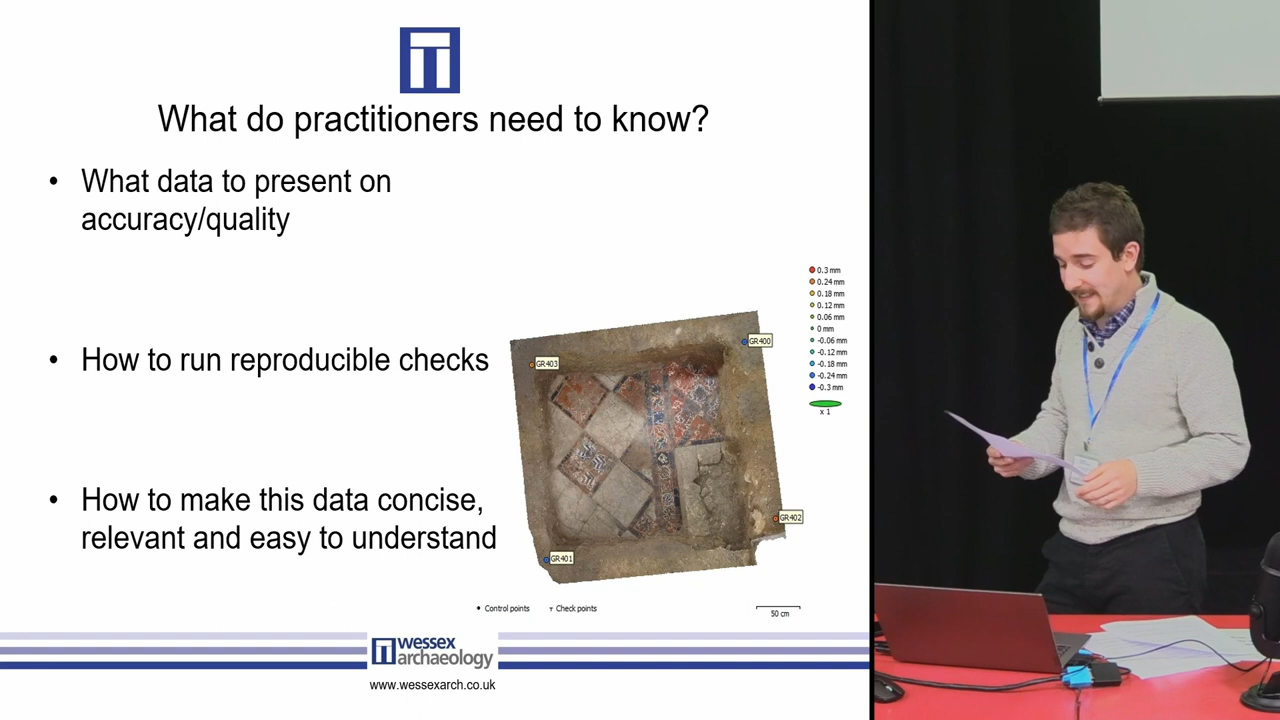 What do practitioners need to know?
• What data to present on
accuracy/quality
• How to run reproducible checks
• How to make this data concise,
relevant and easy to understand
GR403
GR400
GR402
GR401
0.3 mm
0.24 mm
0.18 mm
0.12 mm
0.06 mm
0 mm
-0.06 mm
-0.12 mm
-0.18 mm
-0.24 mm
-0.3 mm
x 1
Control points
Check points
50 cm
wessex
archaeology
www.wessexarch.co.uk